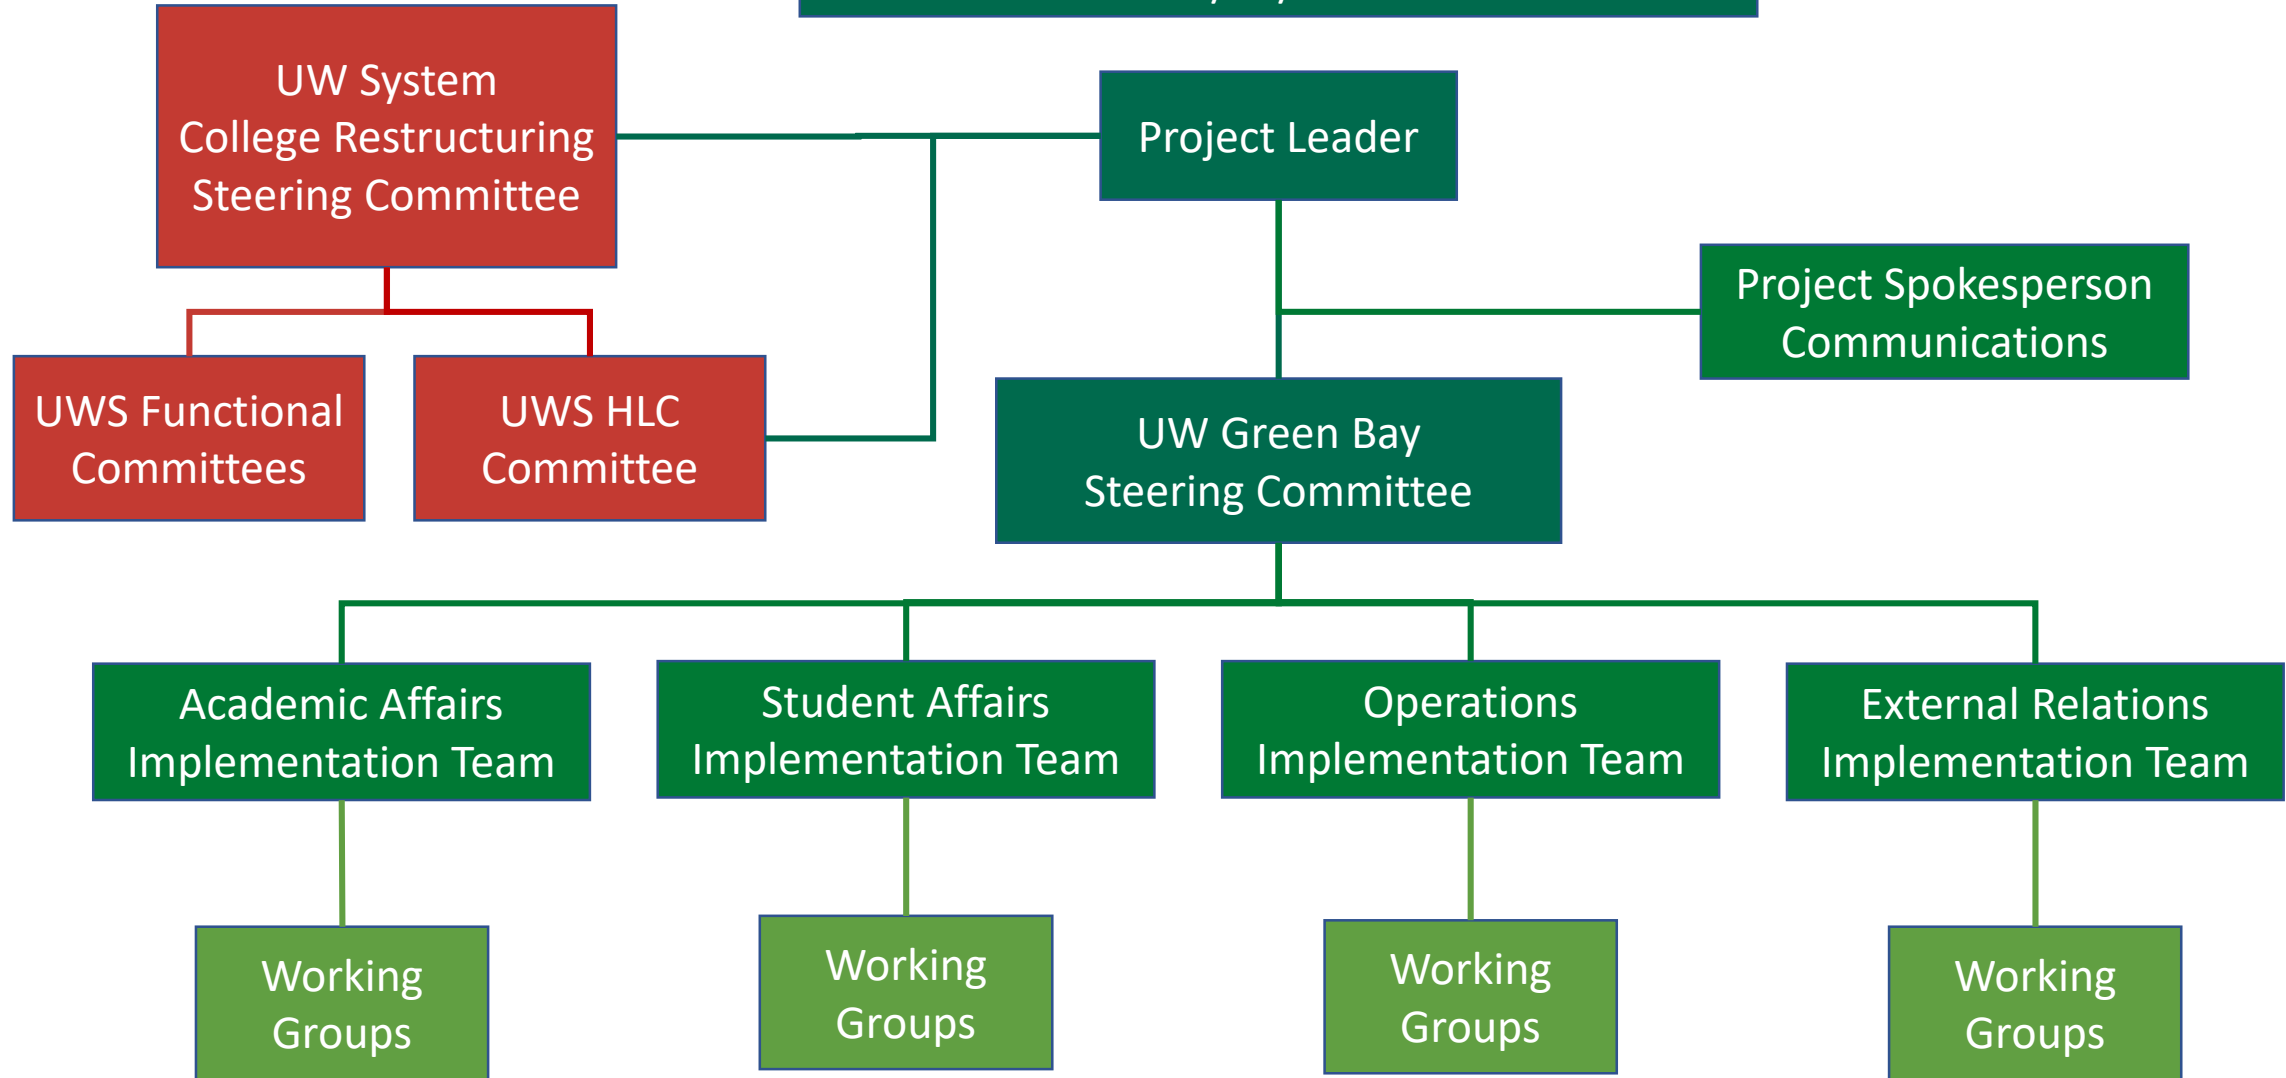 UW System
College Restructuring
Steering Committee
Project Leader
Project Spokesperson
Communications
UWS Functional
Committees
UWS HLC
Committee
UW Green Bay
Steering Committee
Academic Affairs
Implementation Team
Student Affairs
Implementation Team
Operations
Implementation Team
External Relations
Implementation Team
Working
Groups
Working
Groups
Working
Groups
Working
Groups